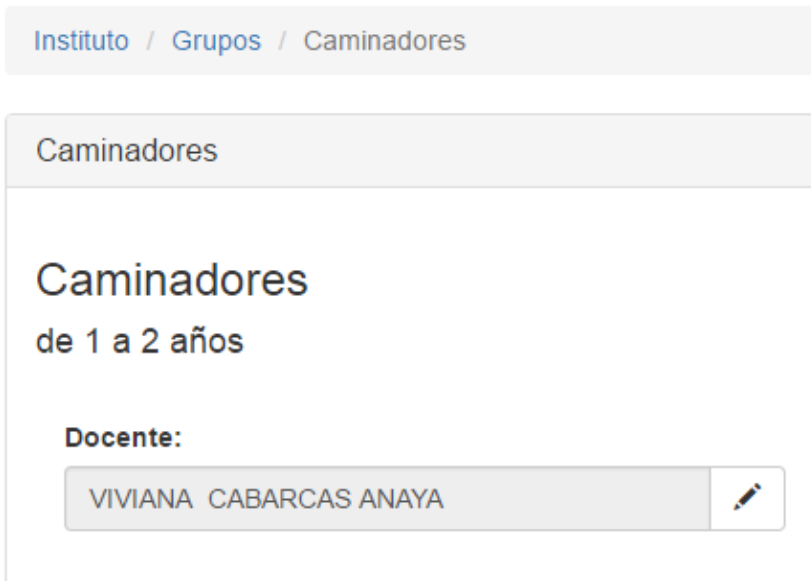 Instituto / Grupos / Caminadores
Caminadores
Caminadores
de 1 a 2 años
Docente:
VIVIANA  CABARCAS ANAYA